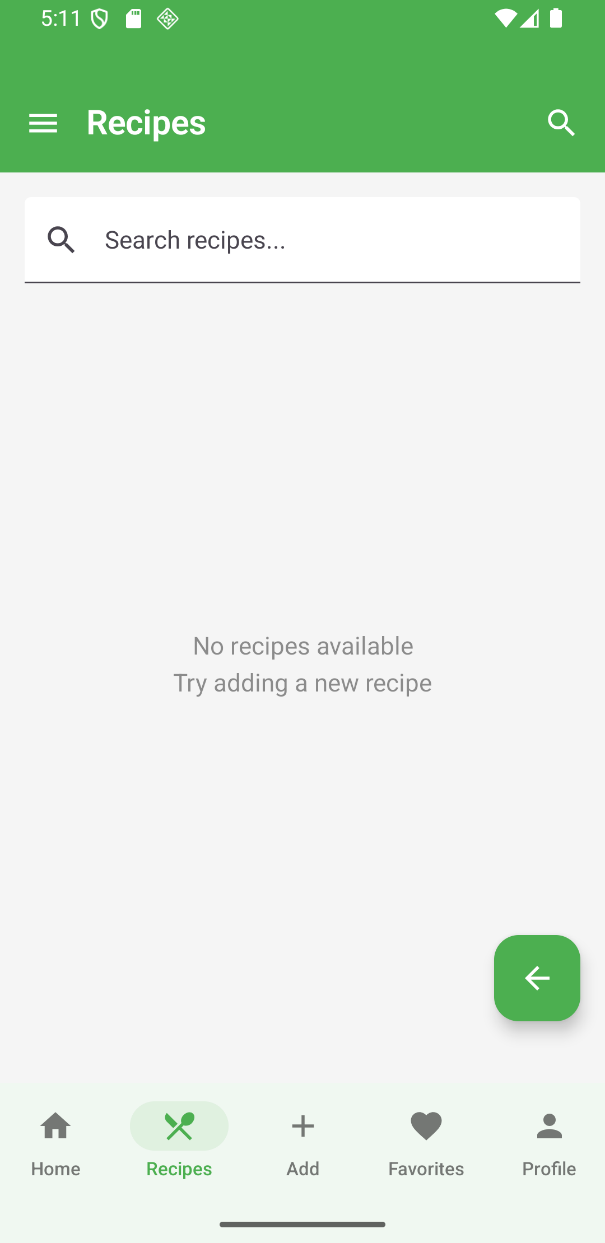 5:11
Recipes
Search recipes...
No recipes available
Try adding a new recipe
Home
Recipes
Add
Favorites
Profile